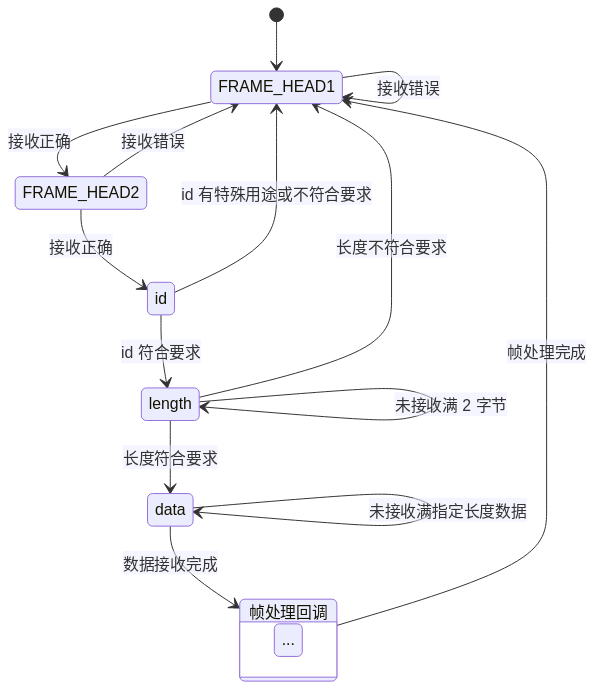 FRAME_HEAD1
接收错误
接收正确
接收错误
FRAME_HEAD2
id 有特殊用途或不符合要求
接收正确
长度不符合要求
id
id 符合要求
帧处理完成
length
未接收满 2 字节
长度符合要求
data
未接收满指定长度数据
数据接收完成
帧处理回调
...